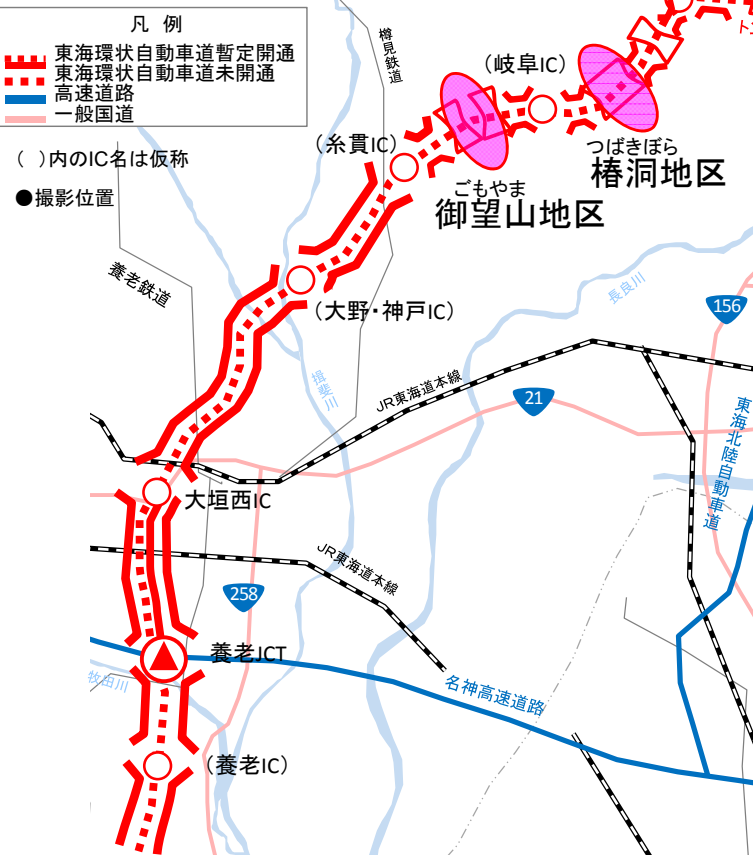 凡 例
東海環状自動車道暫定開通
東海環状自動車道未開通
高速道路
一般国道
( )内のIC名は仮称
●撮影位置
樽見鉄道
ト
(岐阜IC)
(糸貫IC)
つばきぼら
椿洞地区
ごもやま
御望山地区
養老鉄道
(大野・神戸IC)
長良川
156
揖斐川
JR東海道本線
21
東海北陸自動車道
大垣西IC
JR東海道本線
258
養老JCT
牧田川
名神高速道路
(養老IC)